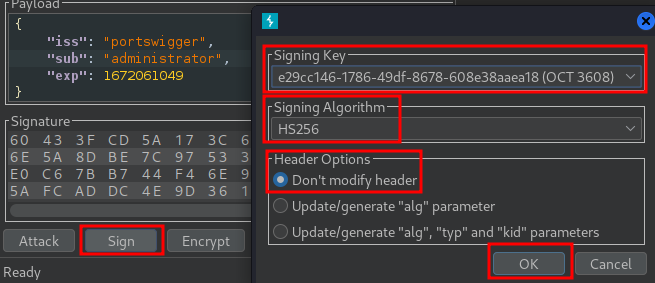 Payload
{
"iss": "portswigger",
"sub": "administrator",
"exp": 1672061049
}
Signature
60 43 3F CD 5A 17 3C 6
6E 5A 8D BE 7C 97 53 3
E0 C6 7B B7 44 F4 6E 9
5A FC AD DC 4E 9D 36 1
Attack
Sign
Encrypt
Ready
Signing Key
e29cc146-1786-49df-8678-608e38aaea18 (OCT 3608)
Signing Algorithm
HS256
Header Options
Don't modify header
Update/generate "alg" parameter
Update/generate "alg", "typ" and "kid" parameters
OK
Cancel